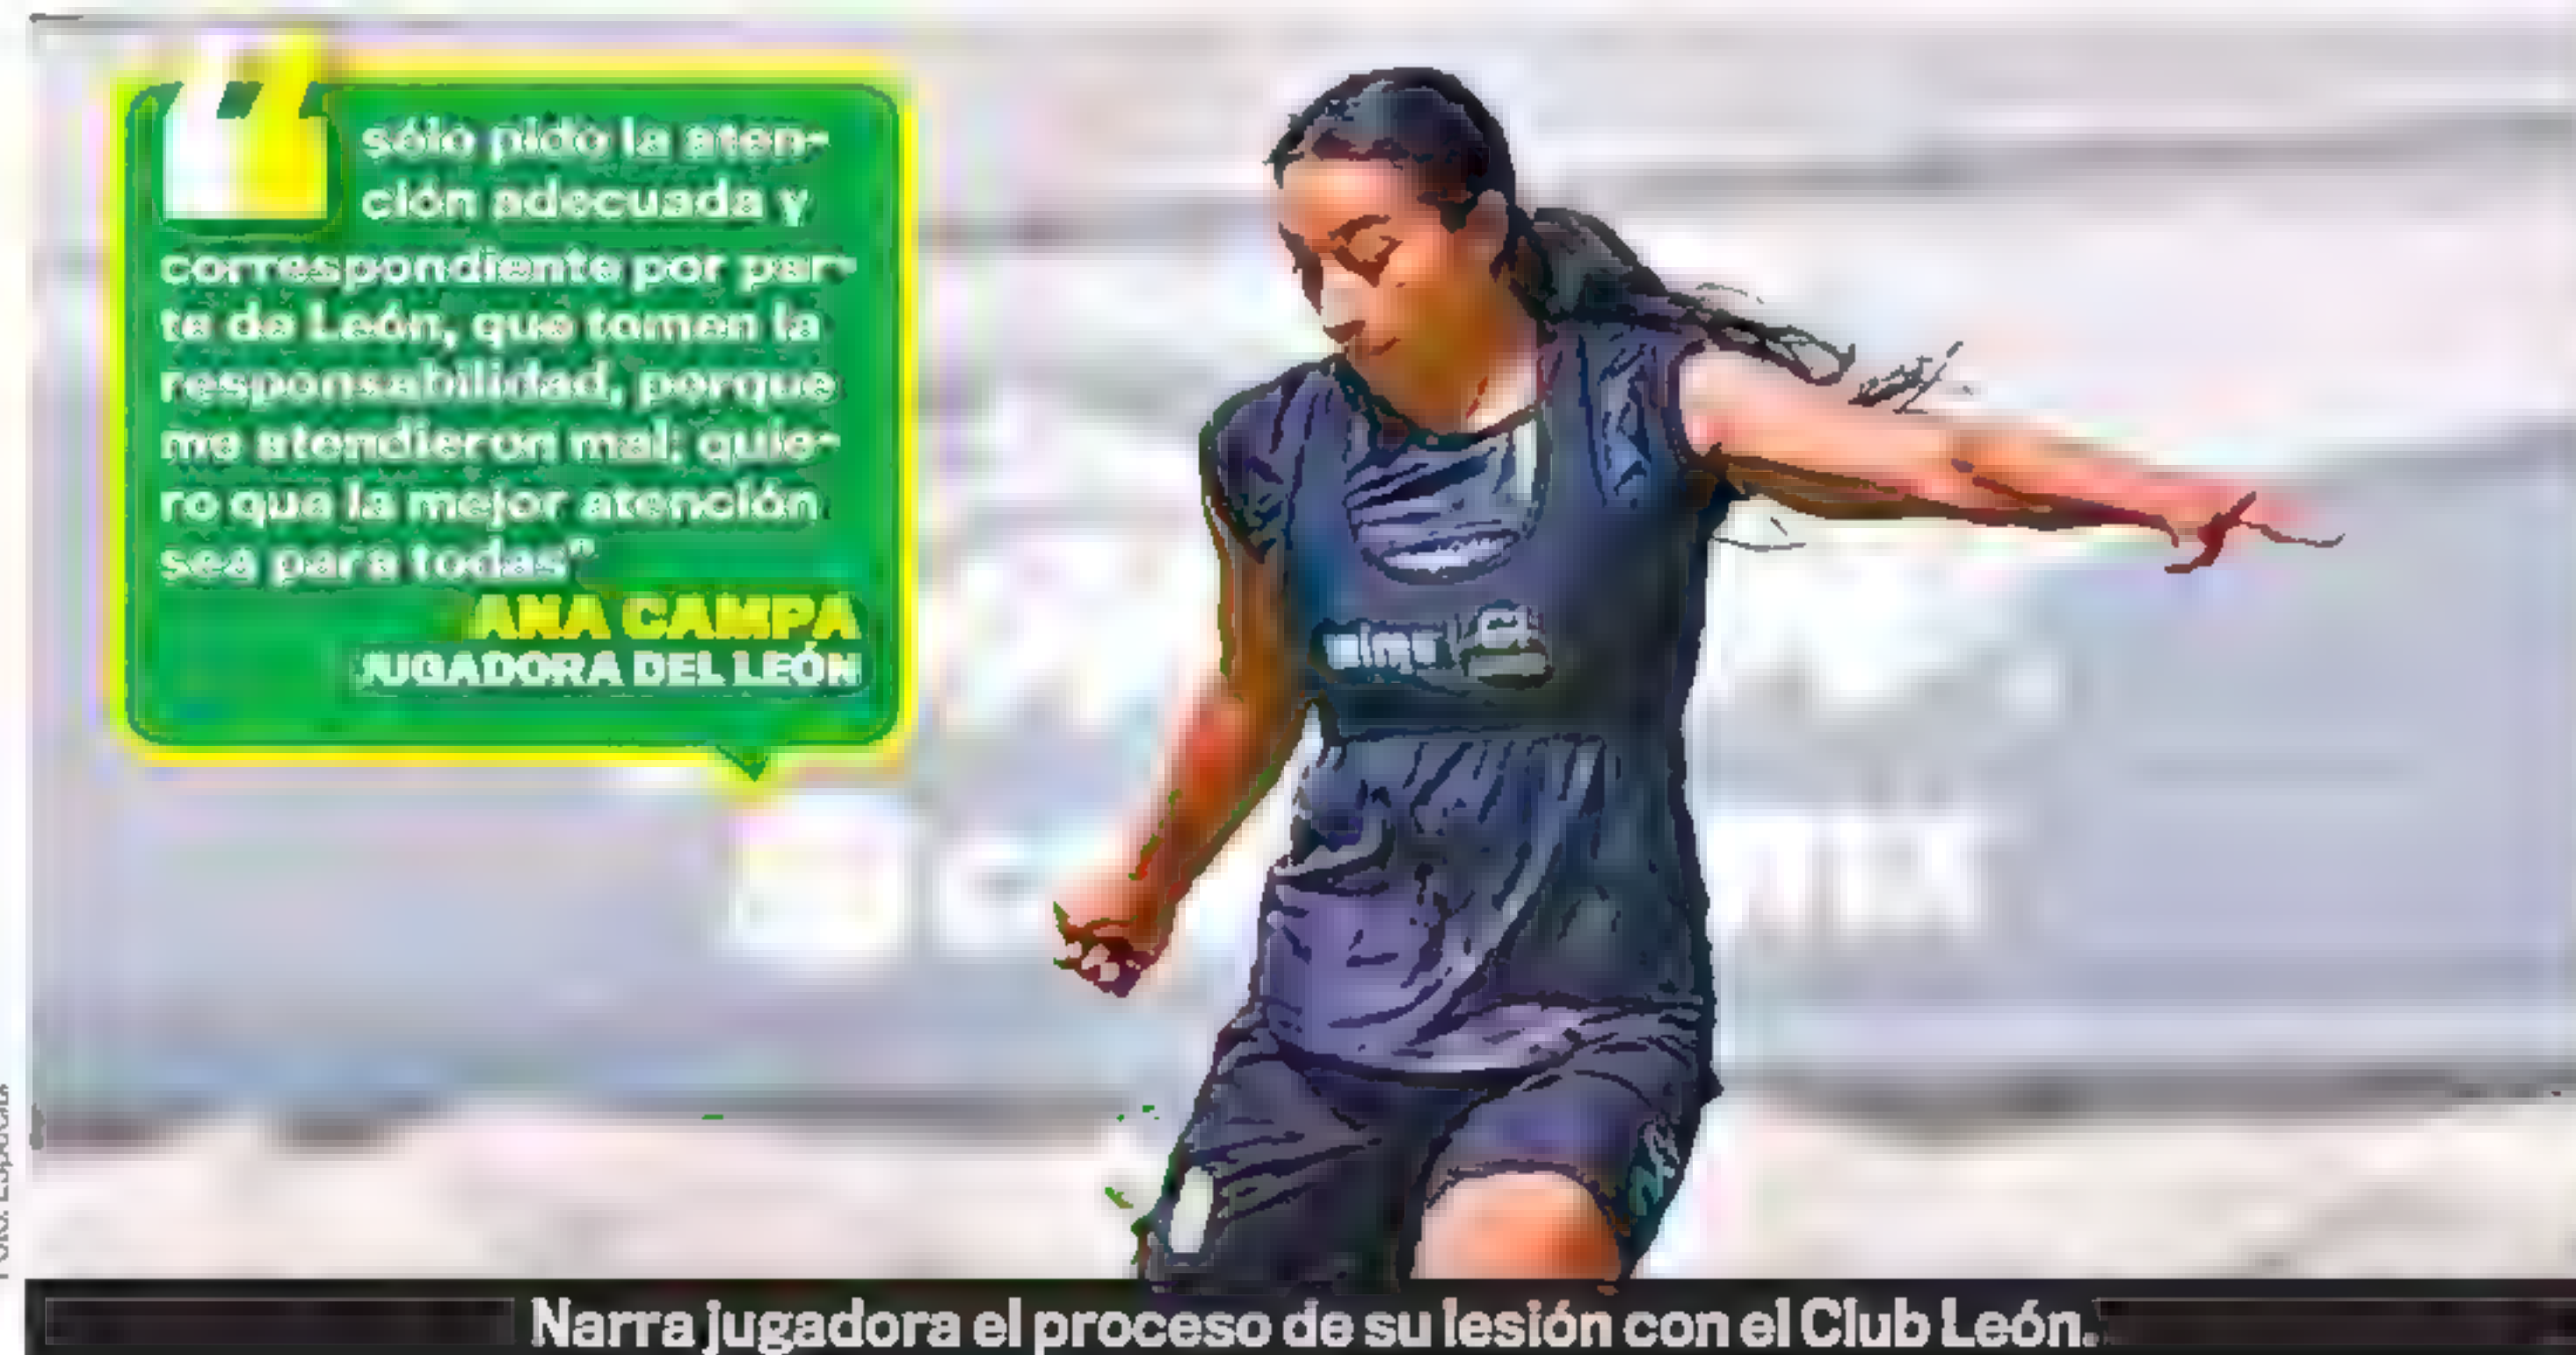 sólo pido la aten-
ción adecuada y
correspondiente por par-
te de León, que tomen la
responsabilidad, porque
me atendieron mal; quie-
ro que la mejor atención
sea para todas"
ANA CAMPA
JUGADORA DEL LEÓN
Narra jugadora el proceso de su lesión con el Club León.